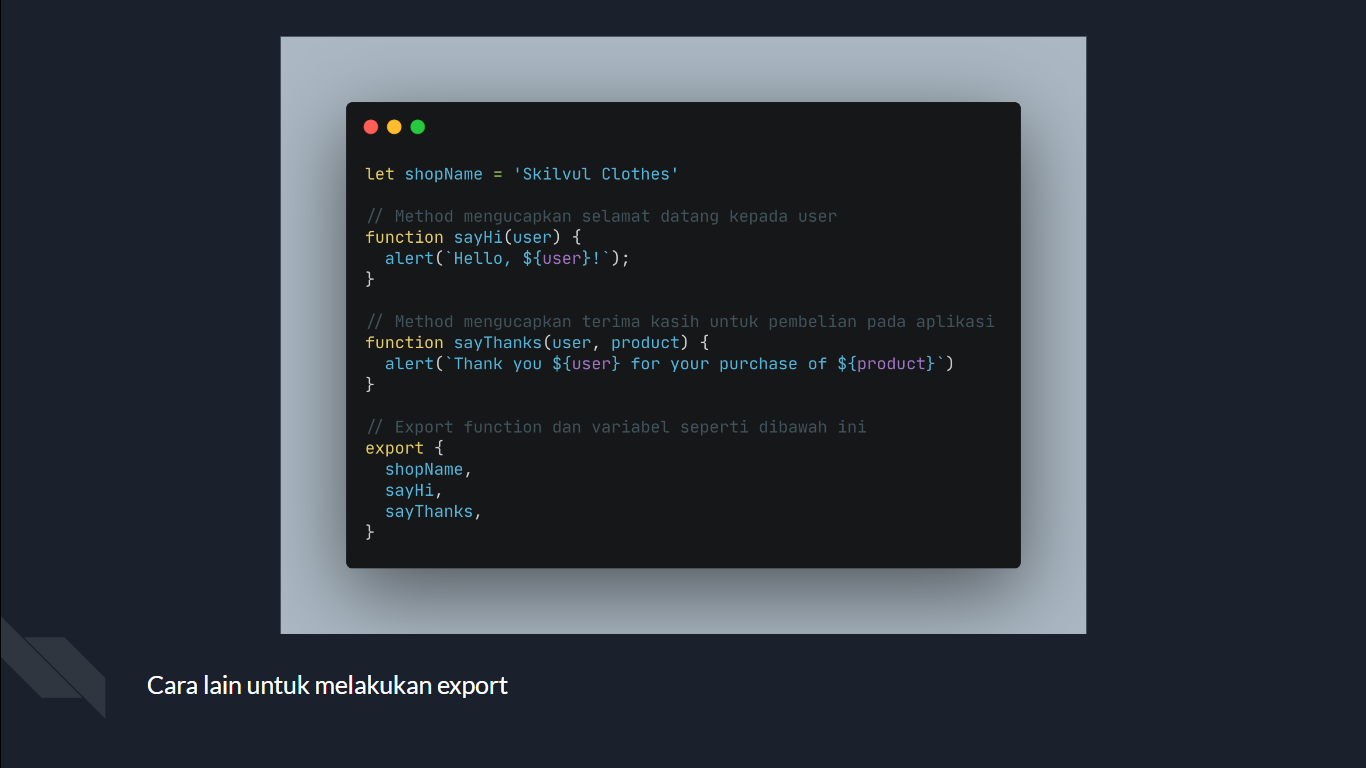 let shopName = 'Skilvul Clothes'
// Method mengucapkan selamat datang kepada user
function sayHi(user) {
  alert(`Hello, ${user}!`);
}
// Method mengucapkan terima kasih untuk pembelian pada aplikasi
function sayThanks(user, product) {
  alert(`Thank you ${user} for your purchase of ${product}`)
}
// Export function dan variabel seperti dibawah ini
export {
  shopName,
  sayHi,
  sayThanks,
}
Cara lain untuk melakukan export